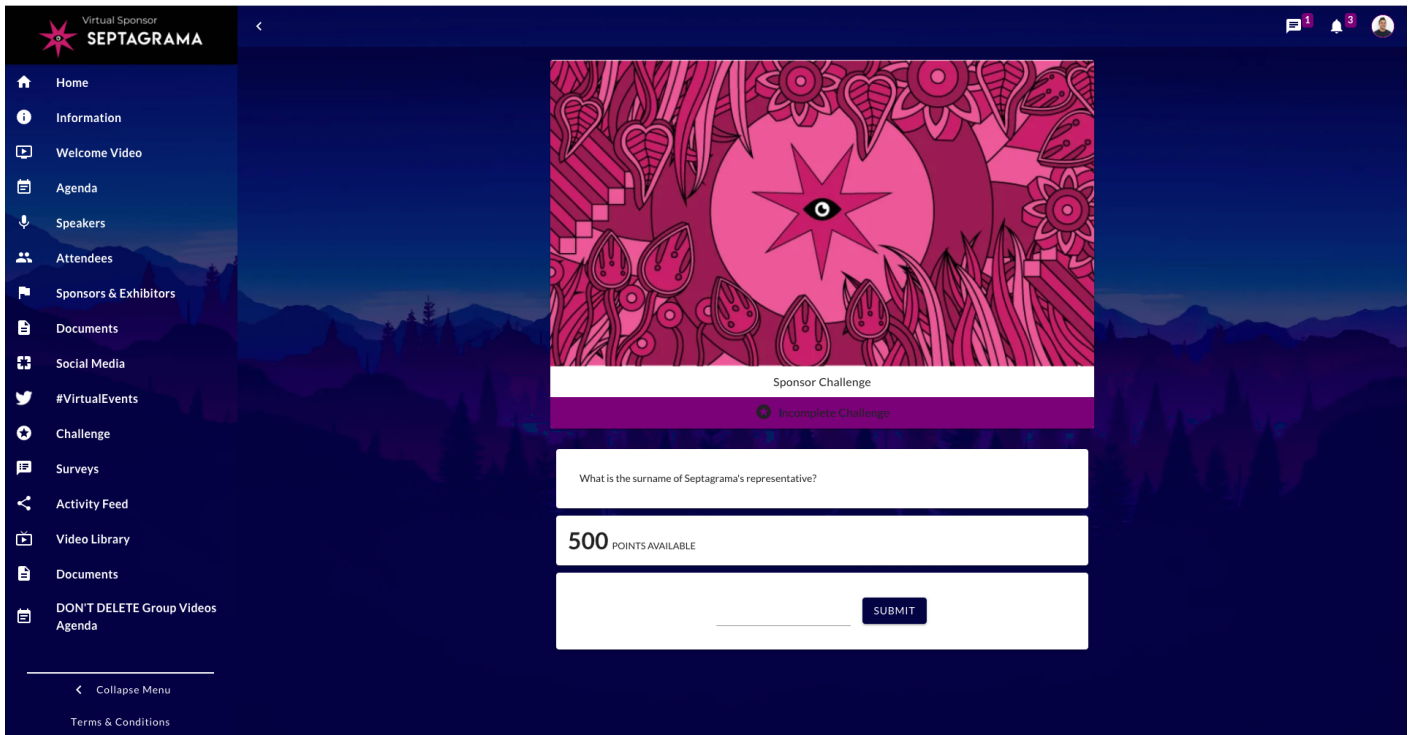 Virtual Sponsor
SEPTAGRAMA
1
3
Home
Information
Welcome Video
Agenda
Speakers
Attendees
Sponsors & Exhibitors
Documents
Social Media
#VirtualEvents
Challenge
Surveys
Activity Feed
Video Library
Documents
DON'T DELETE Group Videos
Agenda
Collapse Menu
Terms & Conditions
Sponsor Challenge
Incomplete Challenge
What is the surname of Septagrama's representative?
500 POINTS AVAILABLE
SUBMIT